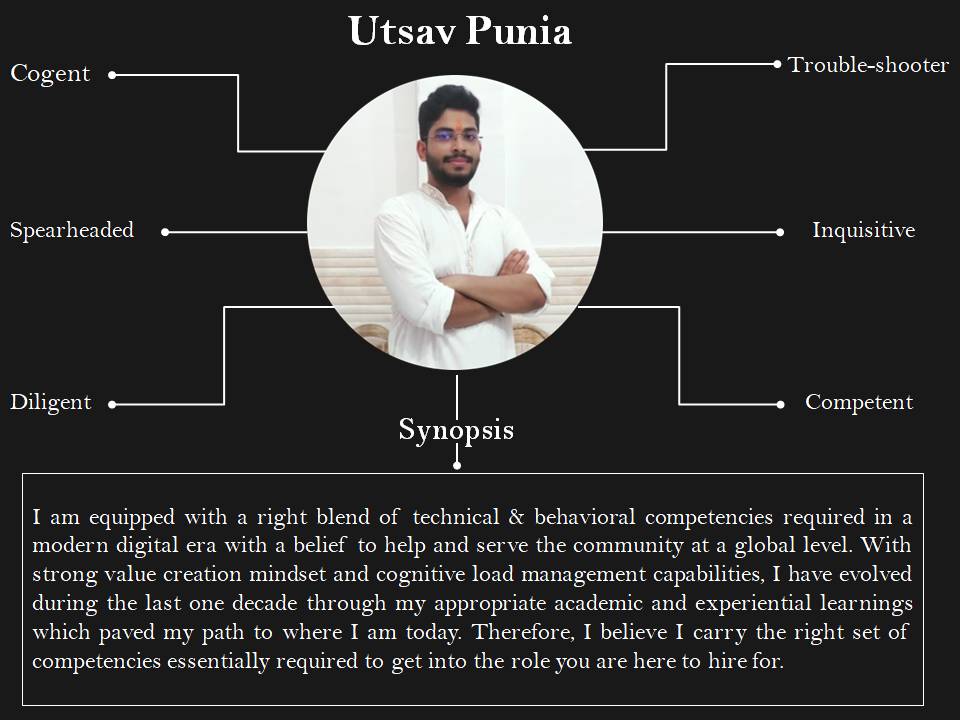 Utsav Punia
Cogent
Trouble-shooter
Spearheaded
Inquisitive
Diligent
Competent
Synopsis
I am equipped with a right blend of technical & behavioral competencies required in a
modern digital era with a belief to help and serve the community at a global level. With
strong value creation mindset and cognitive load management capabilities, I have evolved
during the last one decade through my appropriate academic and experiential learnings
which paved my path to where I am today. Therefore, I believe I carry the right set of
competencies essentially required to get into the role you are here to hire for.